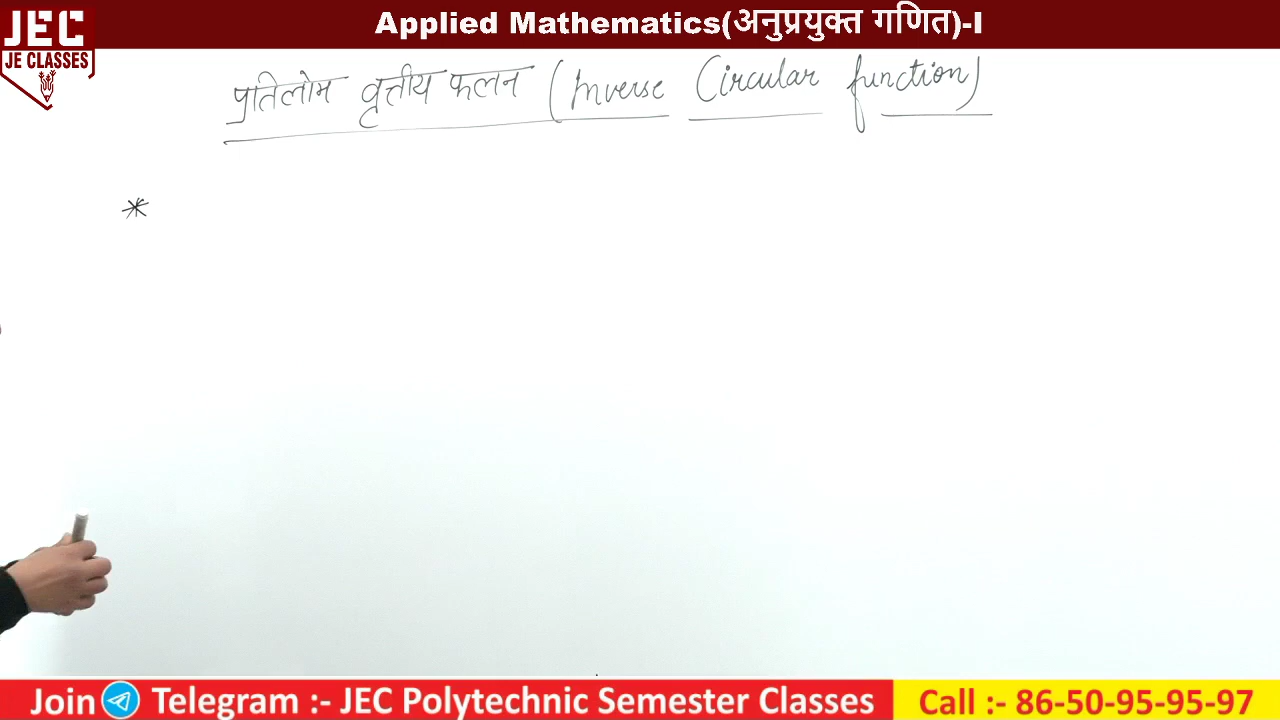 JEC
JE CLASSES
Applied Mathematics(अनुप्रयुक्त गणित)-I
प्रतिलोम वृत्तीय फलन (Inverse Circular function)
*
Join Telegram :- JEC Polytechnic Semester Classes
Call :- 86-50-95-95-97